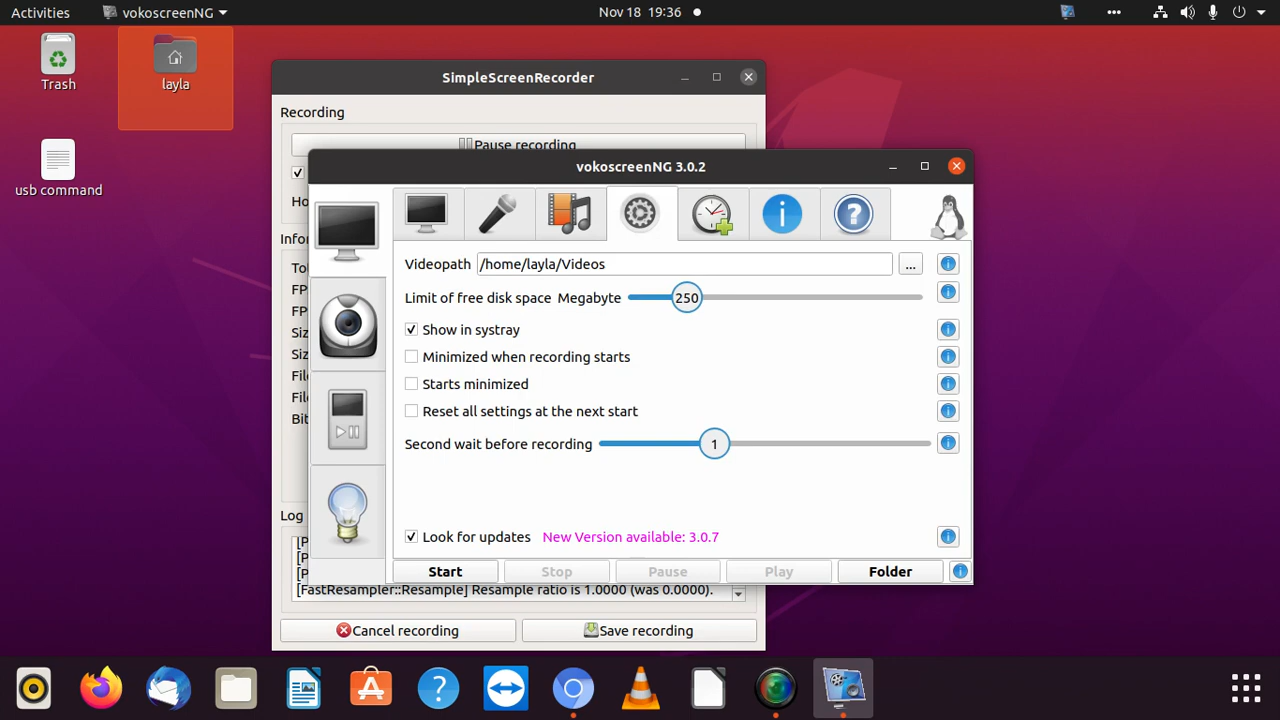 Activities vokoscreenNG Nov 18 19:36
Trash
layla
usb command
SimpleScreenRecorder
Recording
Pause recording
Ho
Infor
To
FP
FP
Siz
Siz
File
File
Bit
Log
[P
[P
[P
[FastResampler::Resample] Resample ratio is 1.0000 (was 0.0000).
Cancel recording Save recording
vokoscreenNG 3.0.2
Videopath /home/layla/Videos ...
Limit of free disk space Megabyte 250
Show in systray
Minimized when recording starts
Starts minimized
Reset all settings at the next start
Second wait before recording 1
Look for updates New Version available: 3.0.7
Start Stop Pause Play Folder